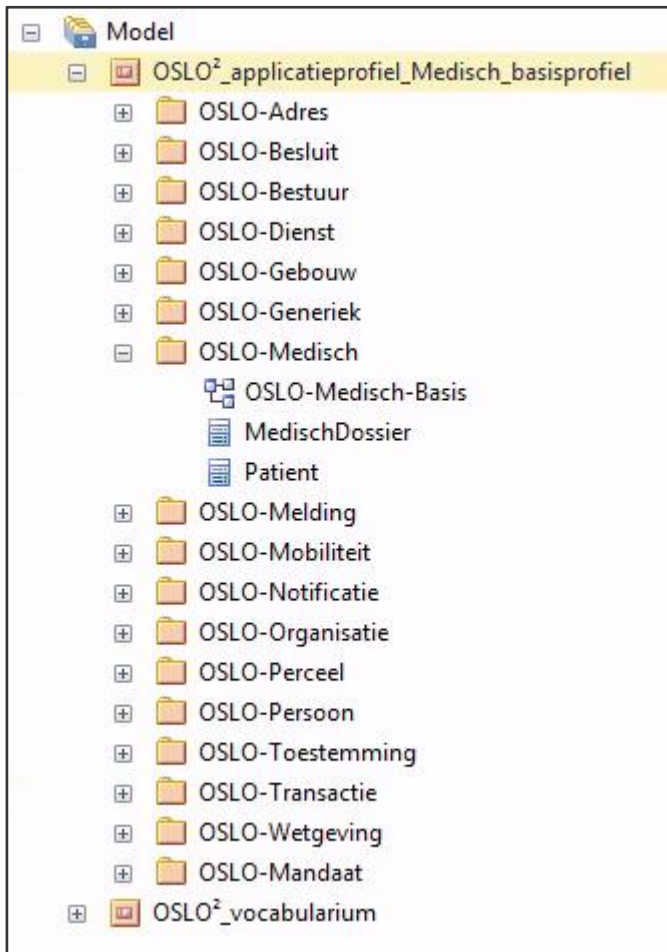 Model
OSLO²_applicatieprofiel_Medisch_basisprofiel
OSLO-Adres
OSLO-Besluit
OSLO-Bestuur
OSLO-Dienst
OSLO-Gebouw
OSLO-Generiek
OSLO-Medisch
OSLO-Medisch-Basis
MedischDossier
Patient
OSLO-Melding
OSLO-Mobiliteit
OSLO-Notificatie
OSLO-Organisatie
OSLO-Perceel
OSLO-Persoon
OSLO-Toestemming
OSLO-Transactie
OSLO-Wetgeving
OSLO-Mandaat
OSLO²_vocabularium